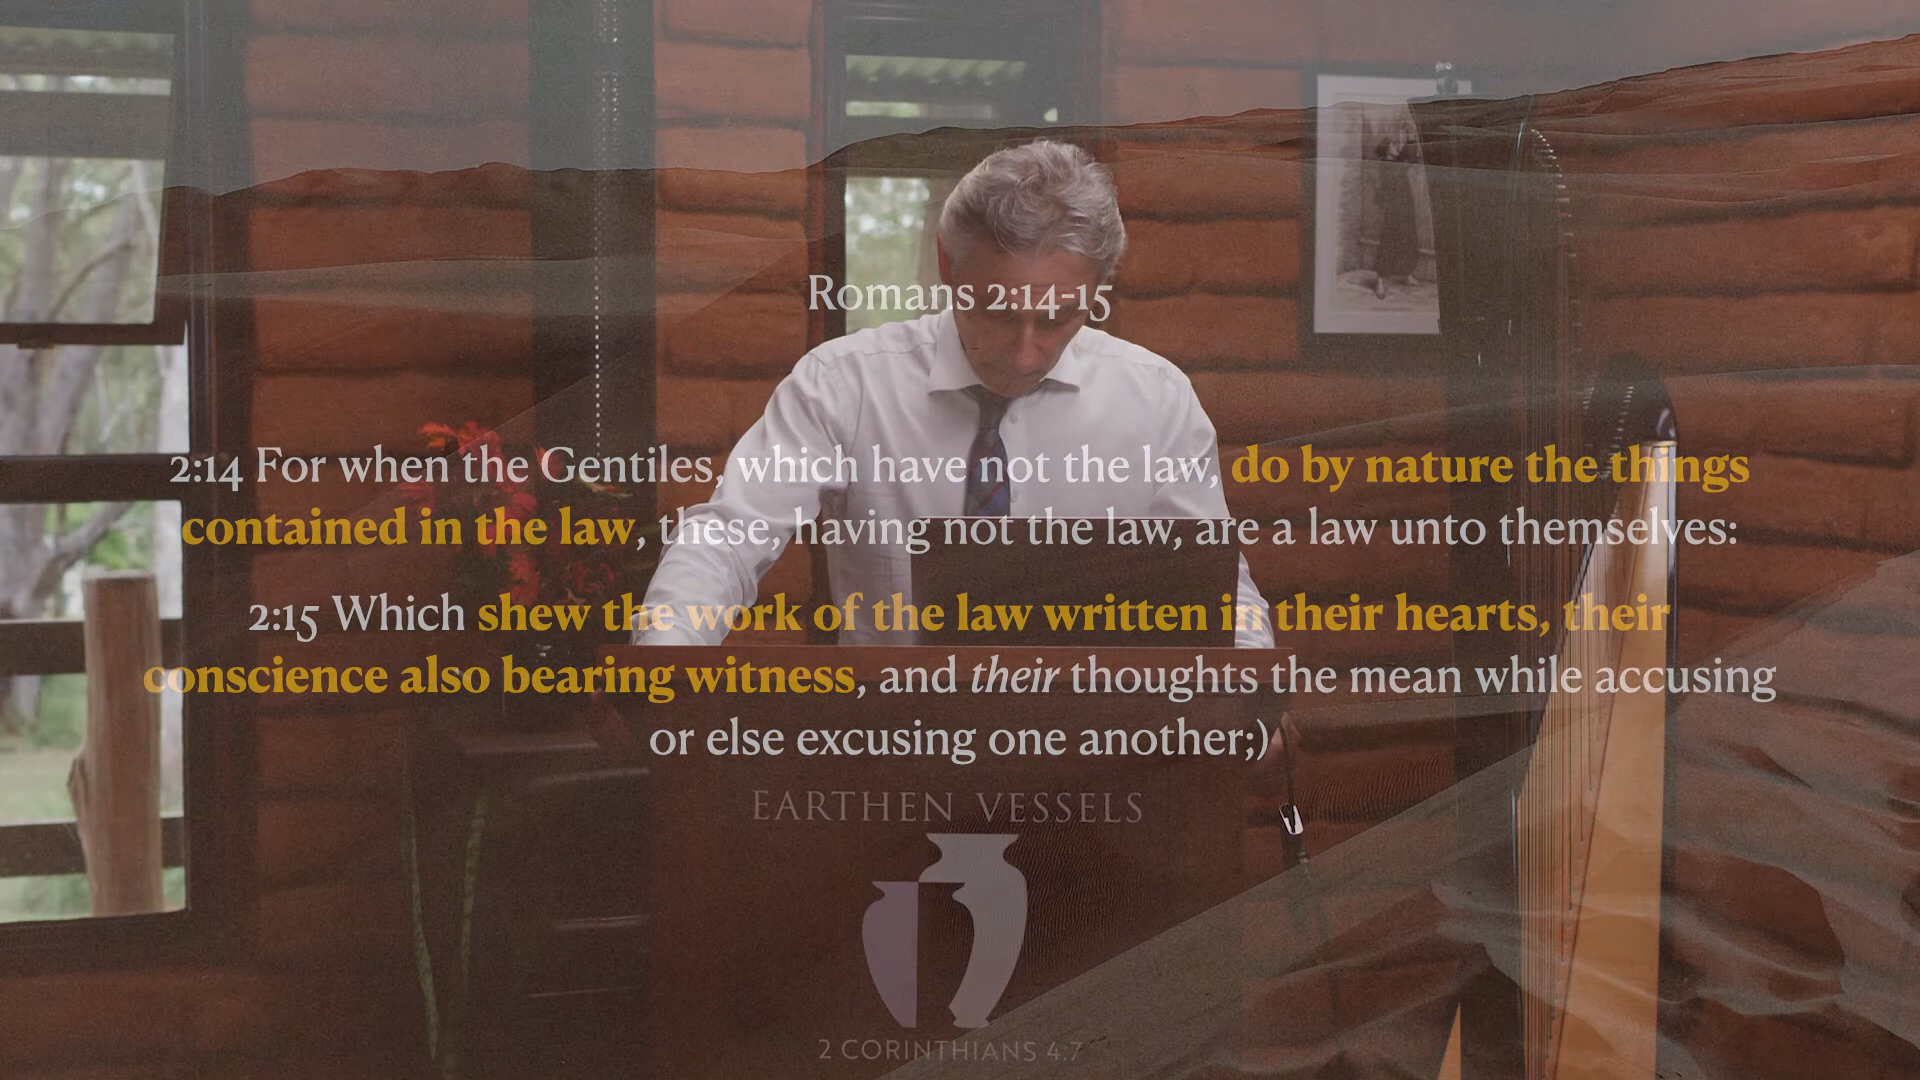 Romans 2:14-15
2:14 For when the Gentiles, which have not the law, do by nature the things
contained in the law, these, having not the law, are a law unto themselves:
2:15 Which shew the work of the law written in their hearts, their
conscience also bearing witness, and their thoughts the mean while accusing
or else excusing one another;)
EARTHEN VESSELS
2 CORINTHIANS 4:7